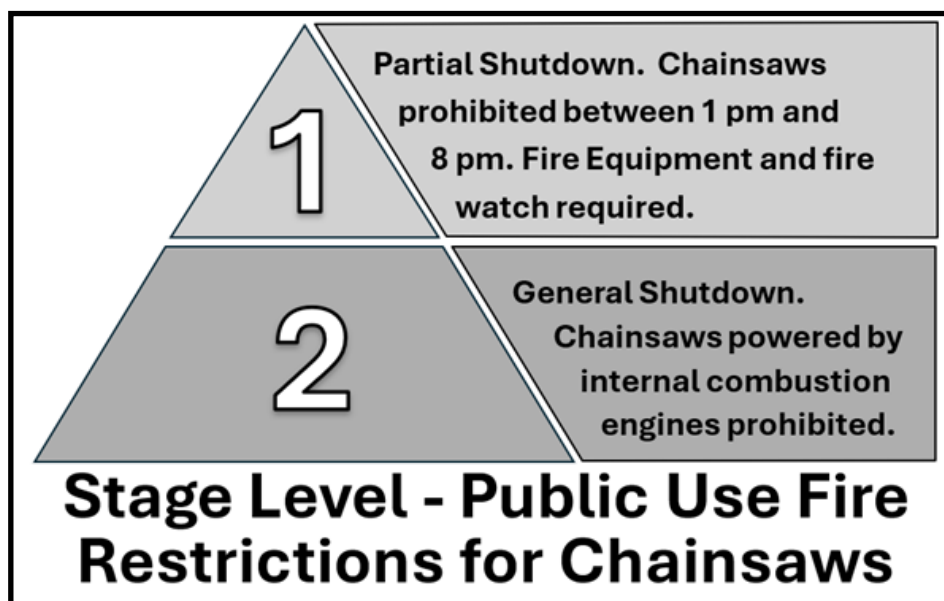 1
Partial Shutdown. Chainsaws
prohibited between 1 pm and
8 pm. Fire Equipment and fire
watch required.
2
General Shutdown.
Chainsaws powered by
internal combustion
engines prohibited.
Stage Level - Public Use Fire
Restrictions for Chainsaws